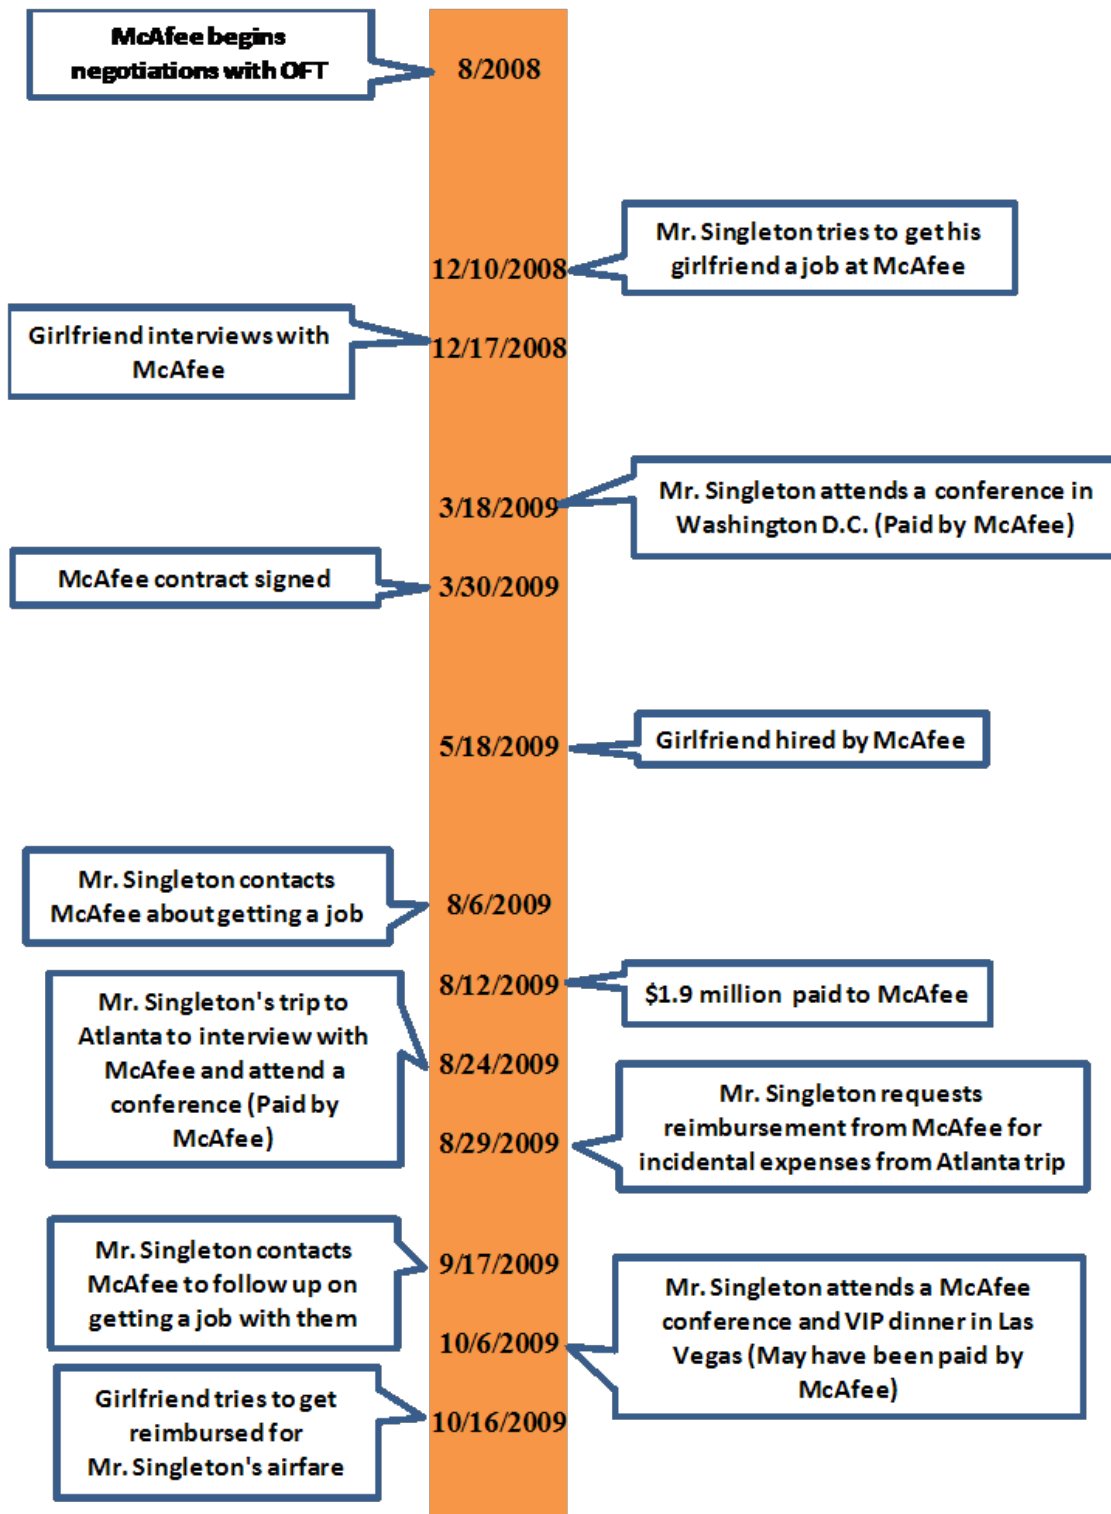 McAfee begins
negotiations with OFT
8/2008
Mr. Singleton tries to get his
girlfriend a job at McAfee
12/10/2008
Girlfriend interviews with
McAfee
12/17/2008
Mr. Singleton attends a conference in
Washington D.C. (Paid by McAfee)
3/18/2009
McAfee contract signed
3/30/2009
Girlfriend hired by McAfee
5/18/2009
Mr. Singleton contacts
McAfee about getting a job
8/6/2009
$1.9 million paid to McAfee
8/12/2009
Mr. Singleton's trip to
Atlanta to interview with
McAfee and attend a
conference (Paid by
McAfee)
8/24/2009
Mr. Singleton requests
reimbursement from McAfee for
incidental expenses from Atlanta trip
8/29/2009
Mr. Singleton contacts
McAfee to follow up on
getting a job with them
9/17/2009
Mr. Singleton attends a McAfee
conference and VIP dinner in Las
Vegas (May have been paid by
McAfee)
10/6/2009
Girlfriend tries to get
reimbursed for
Mr. Singleton's airfare
10/16/2009